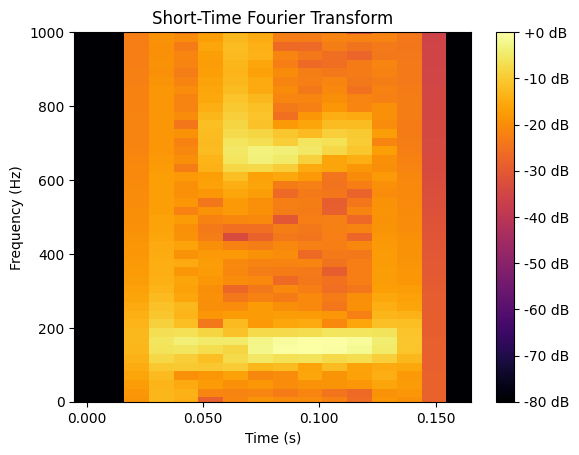 Short-Time Fourier Transform
1000
800
600
400
200
0
Frequency (Hz)
0.000
0.050
0.100
0.150
Time (s)
+0 dB
-10 dB
-20 dB
-30 dB
-40 dB
-50 dB
-60 dB
-70 dB
-80 dB